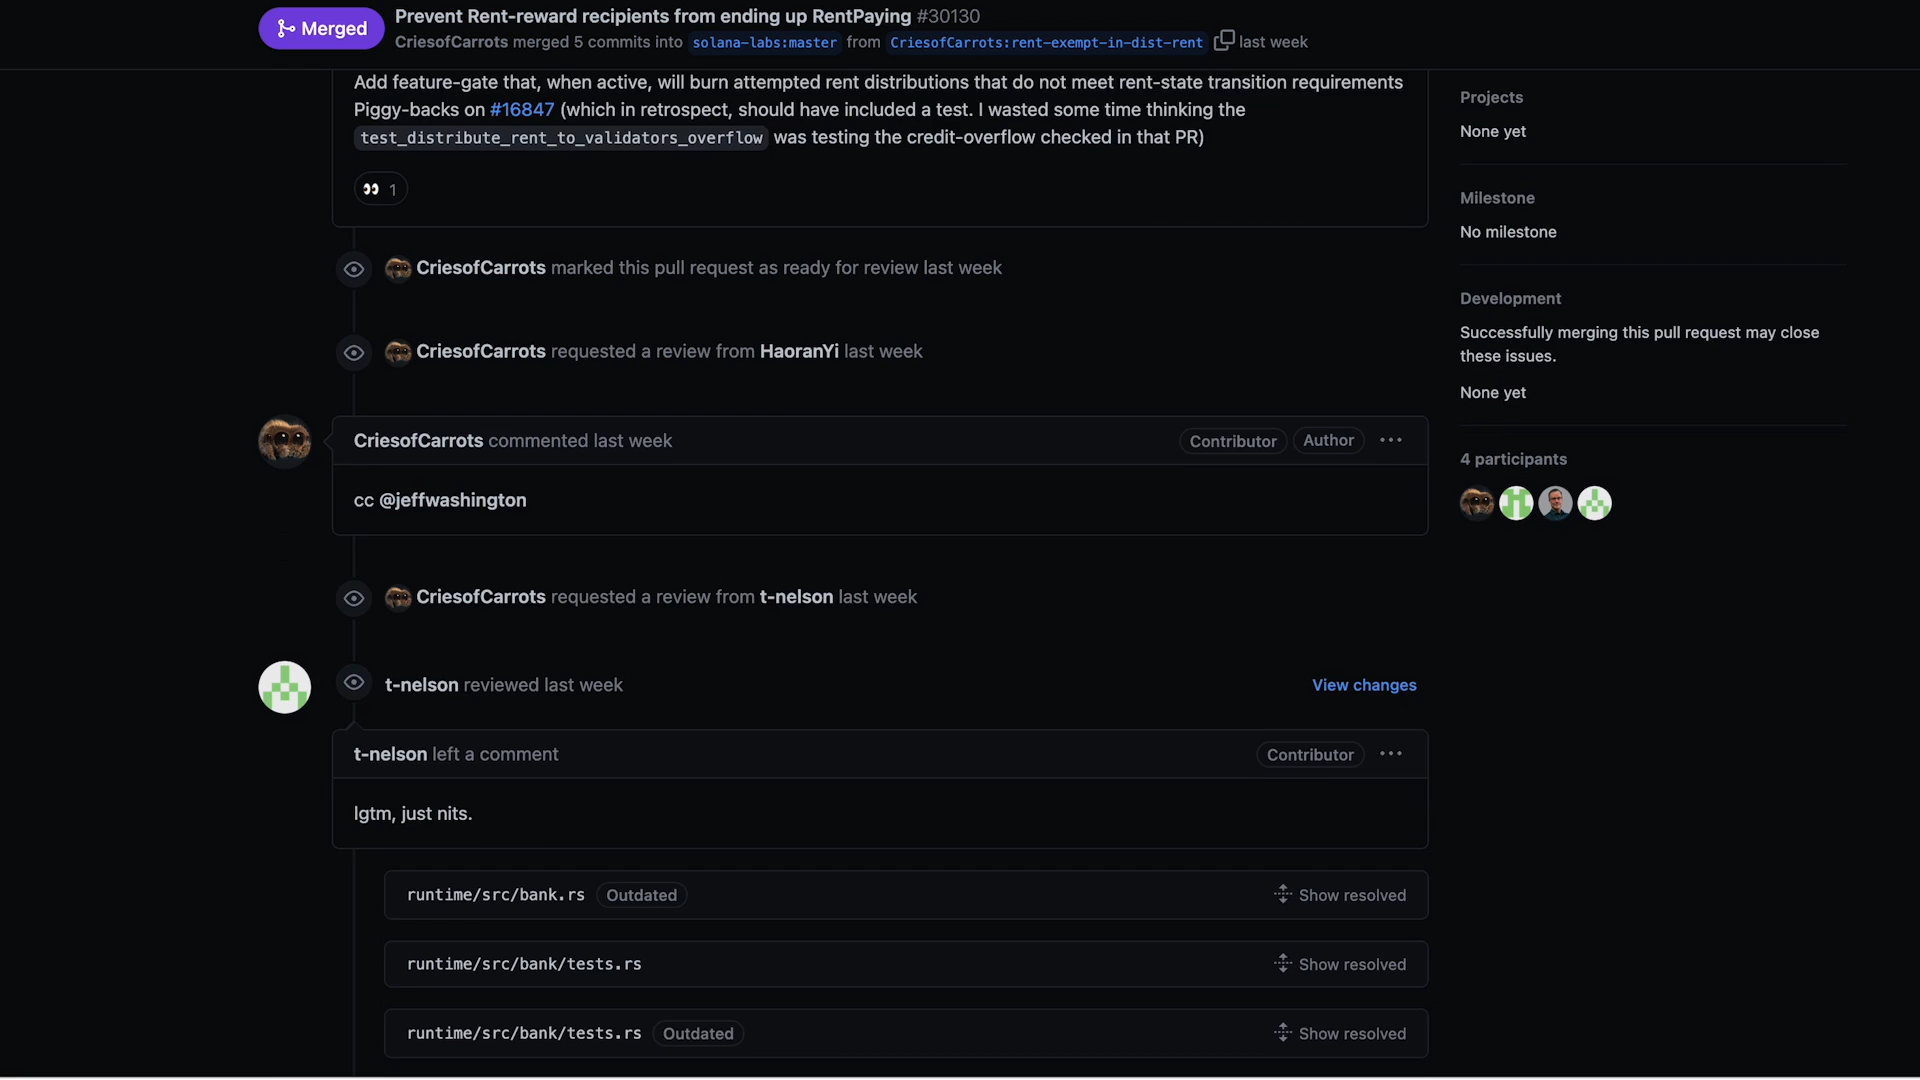 Merged
Prevent Rent-reward recipients from ending up RentPaying #30130
CriesofCarrots merged 5 commits into solana-labs:master from CriesofCarrots:rent-exempt-in-dist-rent last week
Add feature-gate that, when active, will burn attempted rent distributions that do not meet rent-state transition requirements
Piggy-backs on #16847 (which in retrospect, should have included a test. I wasted some time thinking the
test_distribute_rent_to_validators_overflow was testing the credit-overflow checked in that PR)
1
CriesofCarrots marked this pull request as ready for review last week
CriesofCarrots requested a review from HaoranYi last week
CriesofCarrots commented last week
Contributor
Author
cc @jeffwashington
CriesofCarrots requested a review from t-nelson last week
t-nelson reviewed last week
View changes
t-nelson left a comment
Contributor
lgtm, just nits.
runtime/src/bank.rs Outdated
Show resolved
runtime/src/bank/tests.rs
Show resolved
runtime/src/bank/tests.rs Outdated
Show resolved
Projects
None yet
Milestone
No milestone
Development
Successfully merging this pull request may close
these issues.
None yet
4 participants